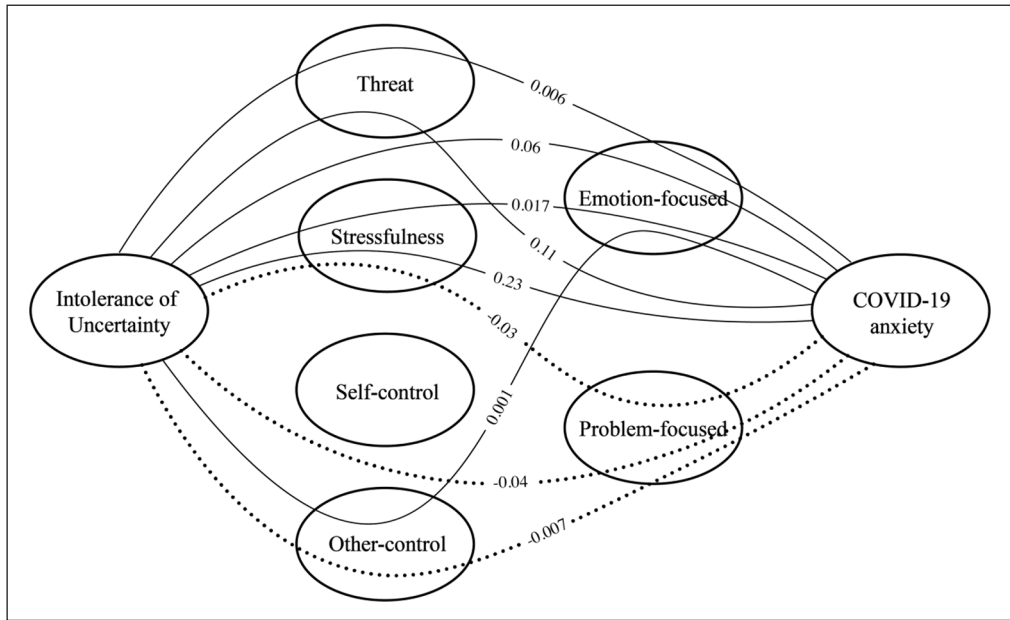 Threat
0.006
0.06
Emotion-focused
0.017
Stressfulness
0.11
0.23
Intolerance of
Uncertainty
COVID-19
anxiety
-0.03
Self-control
0.001
Problem-focused
-0.04
-0.007
Other-control